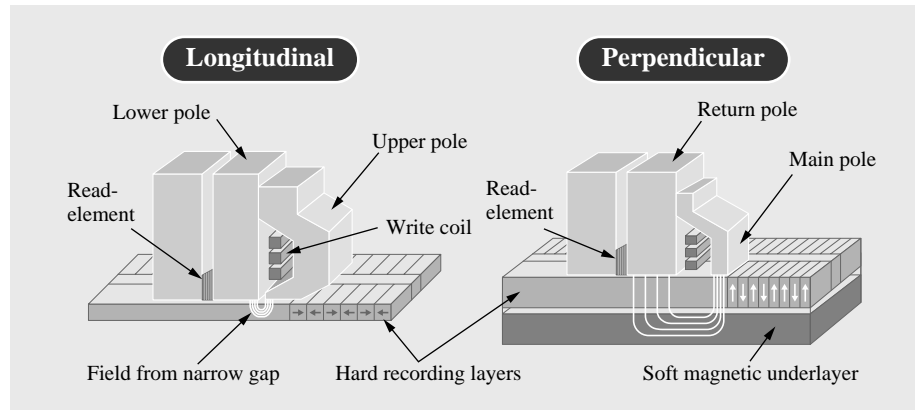 Longitudinal
Perpendicular
Lower pole
Upper pole
Read-
element
Write coil
Field from narrow gap
Hard recording layers
Return pole
Main pole
Read-
element
Soft magnetic underlayer